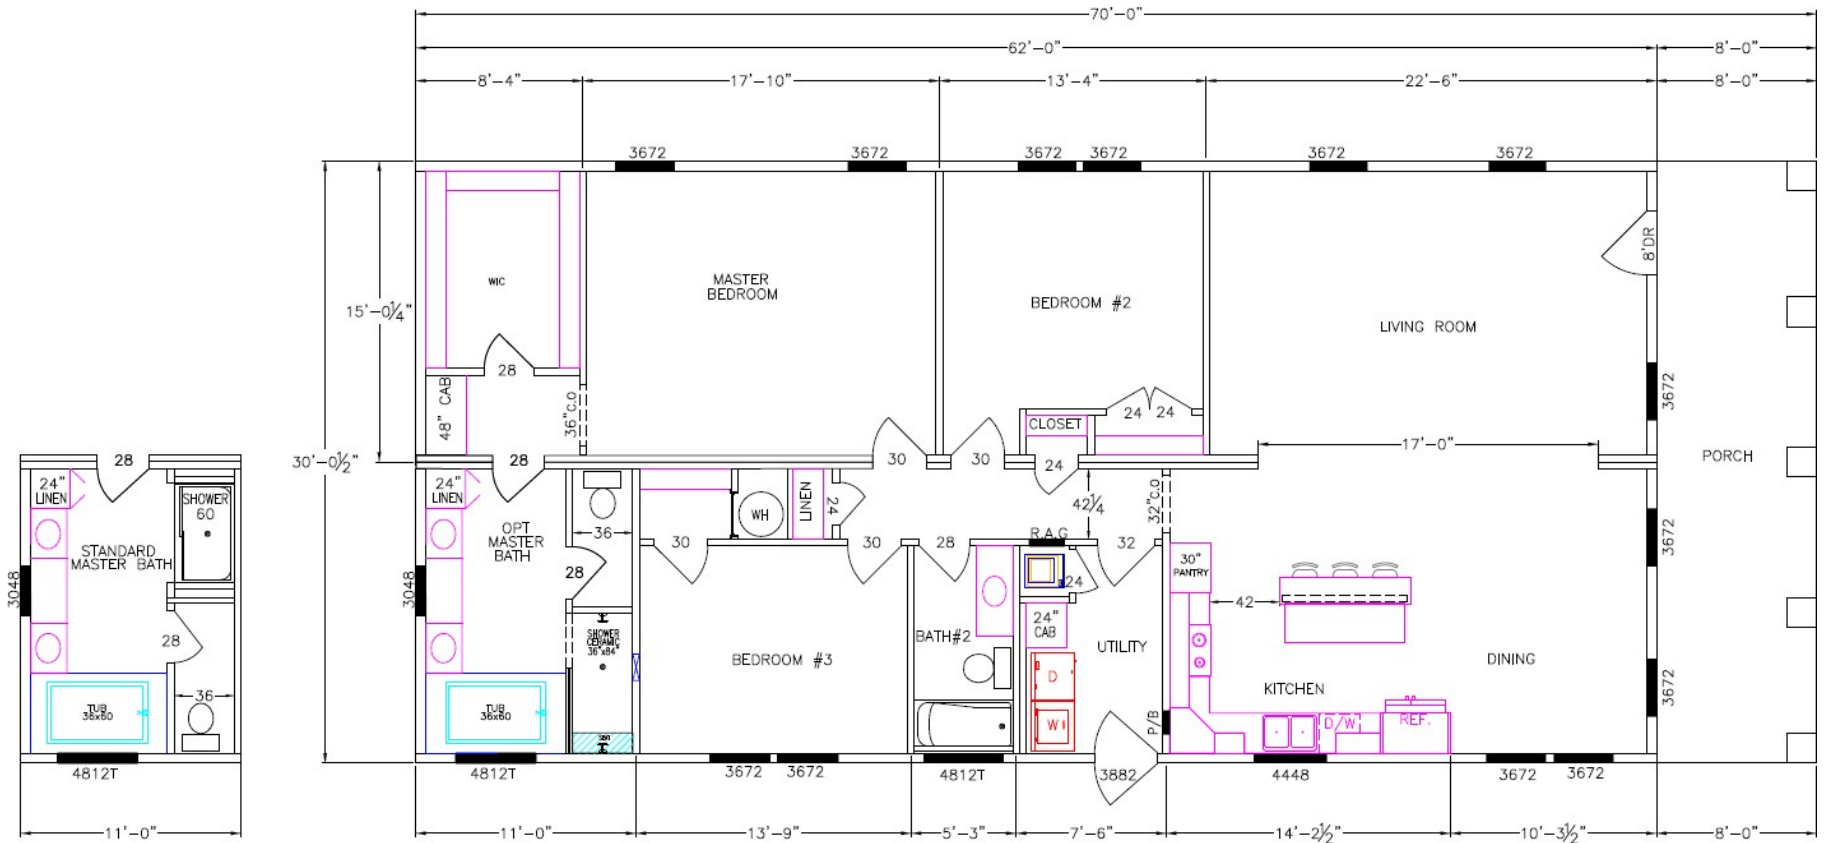 70'-0"
62'-0"
8'-0"
8'-4"
17'-10"
13'-4"
22'-6"
8'-0"
3672
3672
3672
3672
3672
3672
15'-0¼"
30'-0½"
WIC
MASTER
BEDROOM
BEDROOM #2
LIVING ROOM
8'DR
28
48" CAB
36"c.o
3672
CLOSET
24
24
17'-0"
PORCH
28
28
30
30
24
24"
LINEN
SHOWER
60
STANDARD
MASTER BATH
3048
28
36
TUB
36x60
4812T
11'-0"
24"
LINEN
OPT
MASTER
BATH
36
28
3048
SHOWER
CERAMIC
36"x84"
SEAT
TUB
36x60
4812T
WH
LINEN
24
42¼
32"c.o
R.A.G
30
30
28
32
24
30"
PANTRY
42
3672
BEDROOM #3
BATH#2
24"
CAB
UTILITY
D
W
P/B
KITCHEN
DINING
D/W
REF.
3672
3672
3672
4812T
3882
4448
3672
3672
11'-0"
13'-9"
5'-3"
7'-6"
14'-2½"
10'-3½"
8'-0"